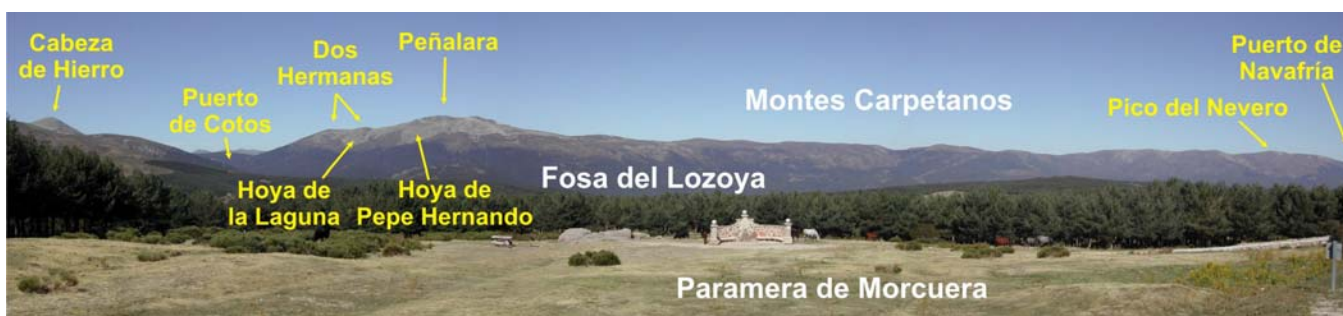 Cabeza
de Hierro
Puerto
de Cotos
Dos
Hermanas
Peñalara
Montes Carpetanos
Puerto de
Navafría
Pico del Nevero
Hoya de
la Laguna
Hoya de
Pepe Hernando
Fosa del Lozoya
Paramera de Morcuera